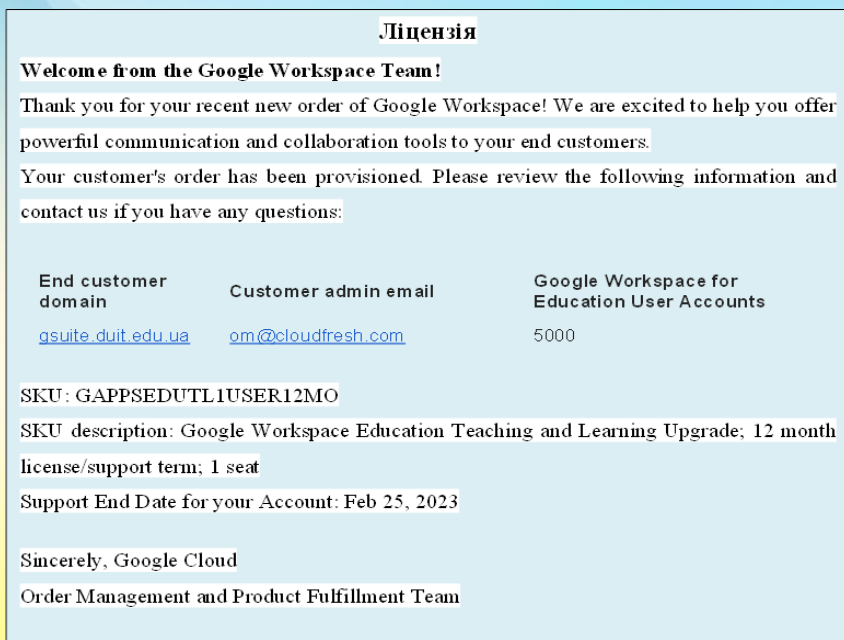 Ліцензія
Welcome from the Google Workspace Team!
Thank you for your recent new order of Google Workspace! We are excited to help you offer
powerful communication and collaboration tools to your end customers.
Your customer's order has been provisioned. Please review the following information and
contact us if you have any questions:
End customer
domain
Customer admin email
Google Workspace for
Education User Accounts
gsuite.duit.edu.ua
om@cloudfresh.com
5000
SKU: GAPPSEDUTL1USER12MO
SKU description: Google Workspace Education Teaching and Learning Upgrade; 12 month
license/support term; 1 seat
Support End Date for your Account: Feb 25, 2023
Sincerely, Google Cloud
Order Management and Product Fulfillment Team